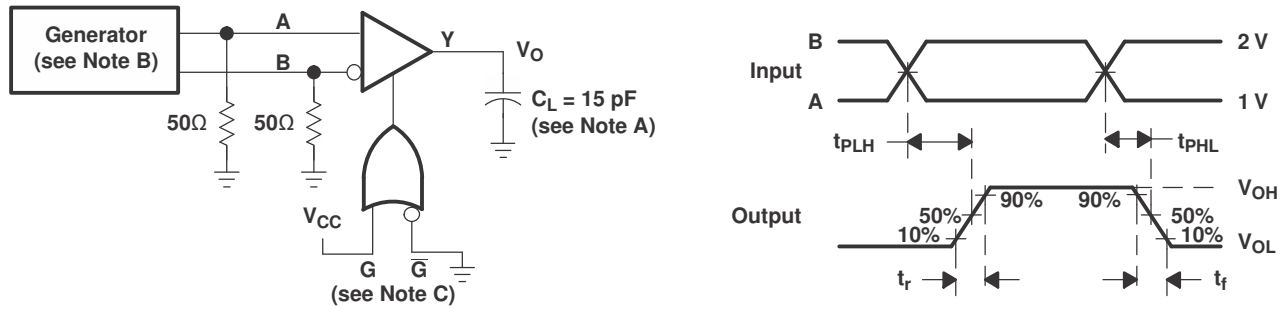 Generator
(see Note B)
A
B
Y
V_O
50Ω
50Ω
C_L = 15 pF
(see Note A)
V_CC
G
G̅
(see Note C)
B
Input
A
2 V
1 V
t_PLH
t_PHL
Output
50%
10%
90%
90%
50%
10%
V_OH
V_OL
t_r
t_f